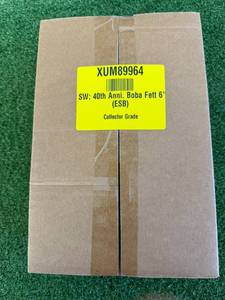 XUM89964
SW: 40th Anni. Boba Fett 6"
(ESB)
Collector Grade